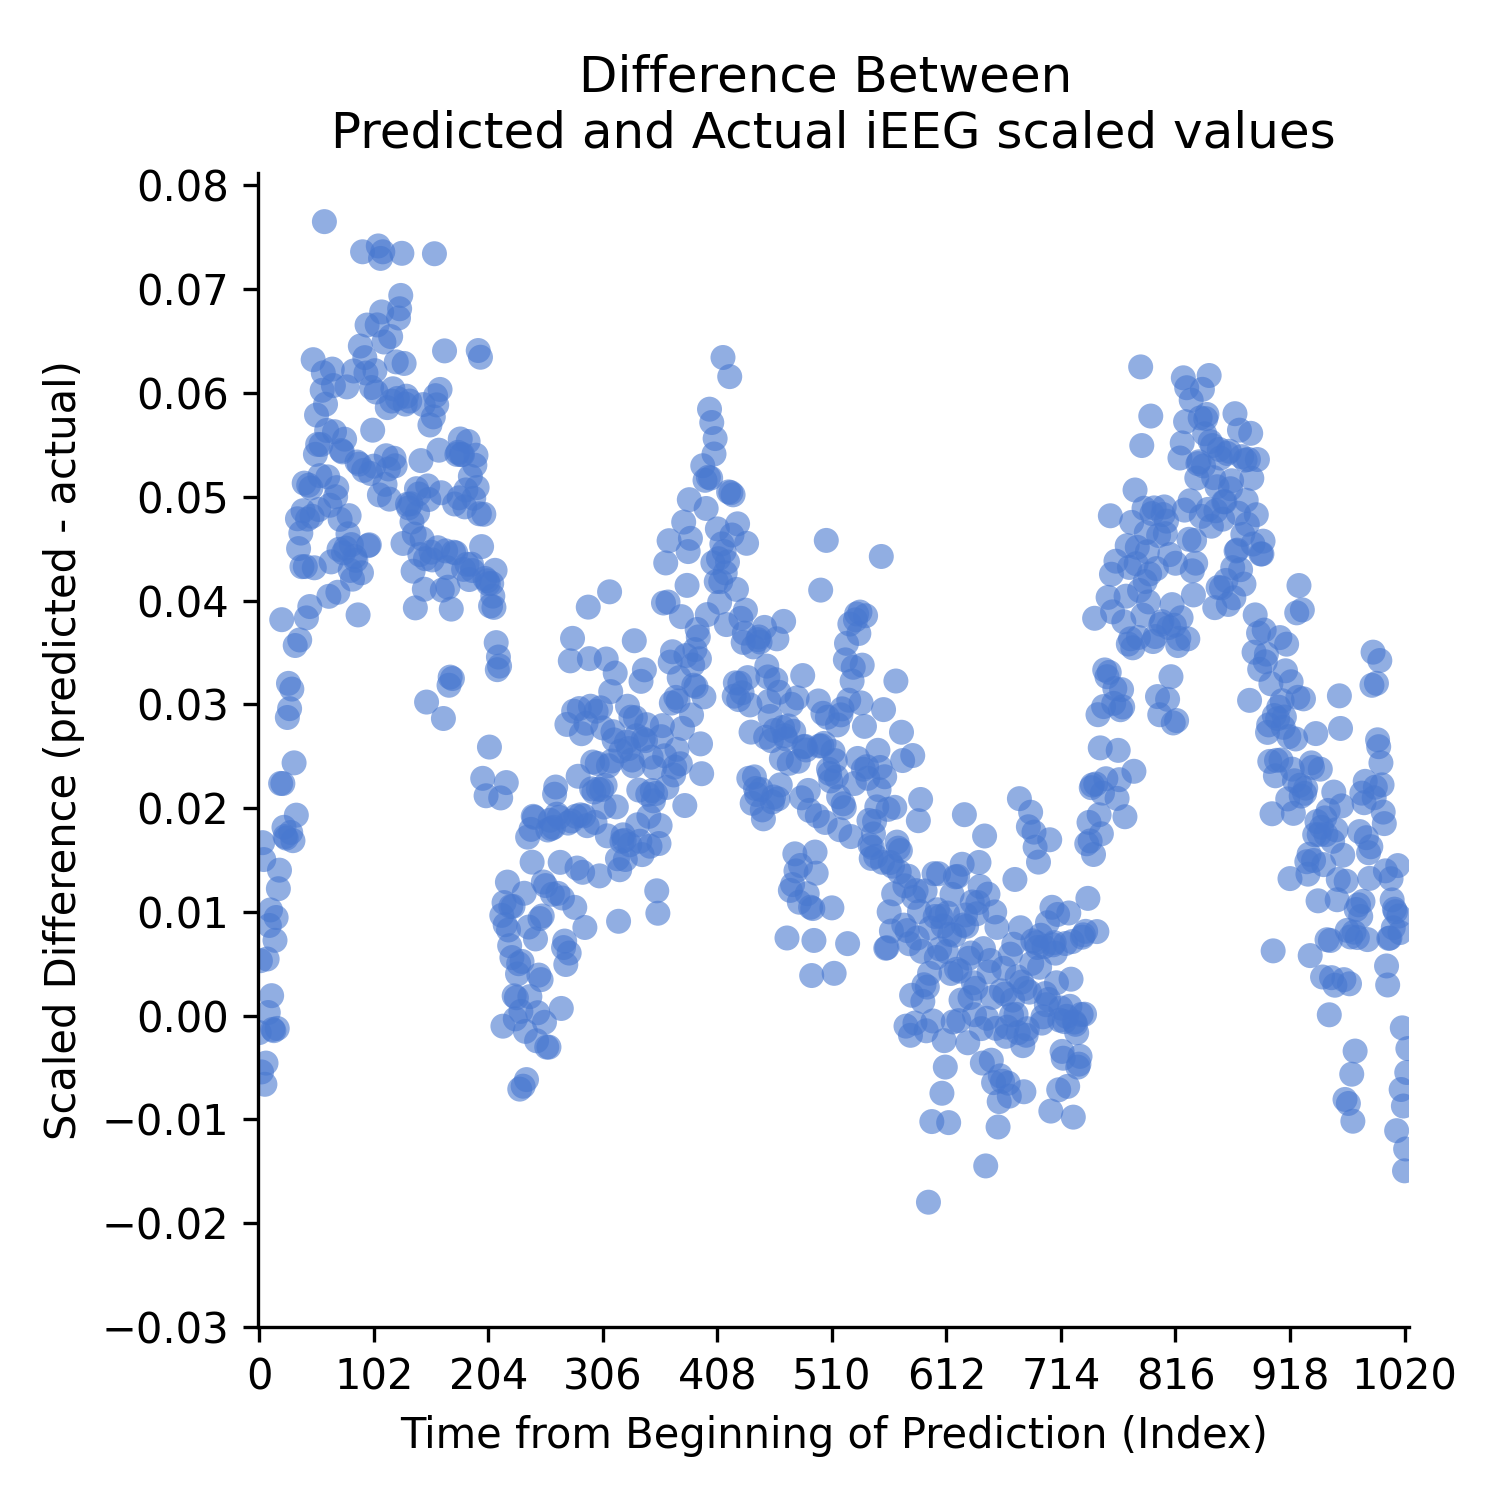 Difference Between
Predicted and Actual iEEG scaled values
Scaled Difference (predicted - actual)
0.08
0.07
0.06
0.05
0.04
0.03
0.02
0.01
0.00
−0.01
−0.02
−0.03
0 102 204 306 408 510 612 714 816 918 1020
Time from Beginning of Prediction (Index)